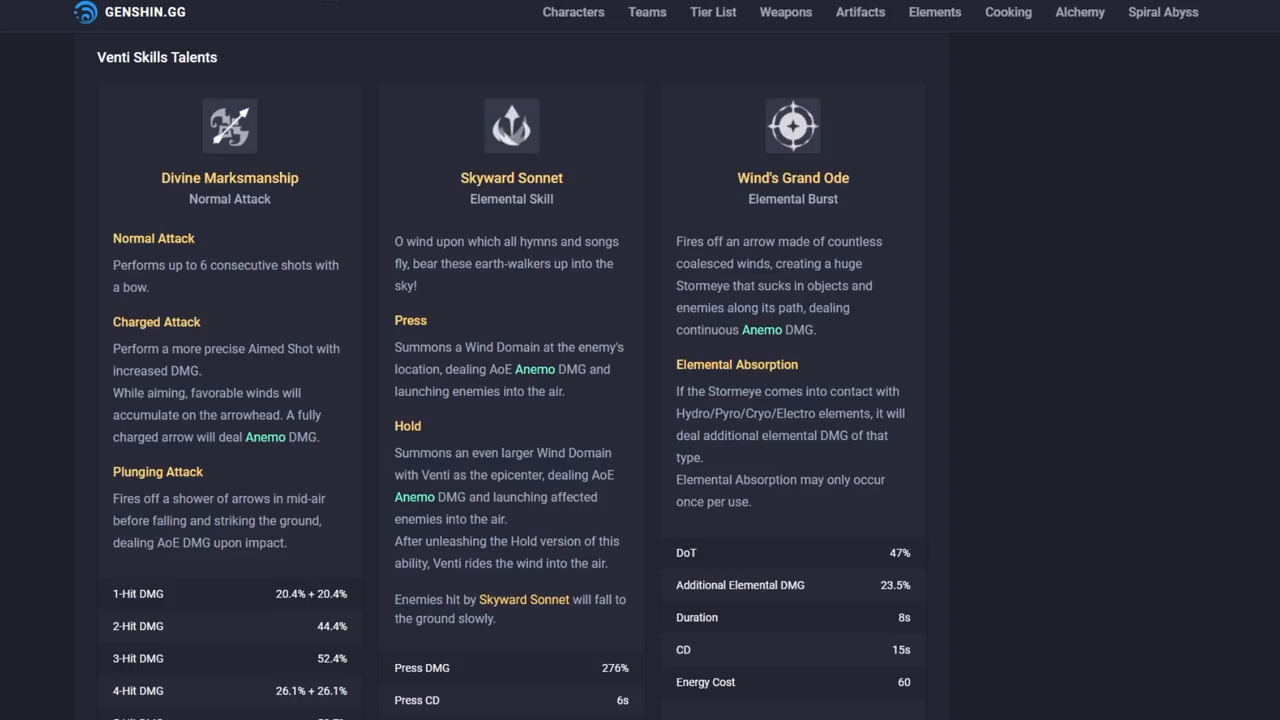 GENSHIN.GG
Characters
Teams
Tier List
Weapons
Artifacts
Elements
Cooking
Alchemy
Spiral Abyss
Venti Skills Talents
Divine Marksmanship
Normal Attack
Normal Attack
Performs up to 6 consecutive shots with
a bow.
Charged Attack
Perform a more precise Aimed Shot with
increased DMG.
While aiming, favorable winds will
accumulate on the arrowhead. A fully
charged arrow will deal Anemo DMG.
Plunging Attack
Fires off a shower of arrows in mid-air
before falling and striking the ground,
dealing AoE DMG upon impact.
1-Hit DMG 20.4% + 20.4%
2-Hit DMG 44.4%
3-Hit DMG 52.4%
4-Hit DMG 26.1% + 26.1%
Skyward Sonnet
Elemental Skill
O wind upon which all hymns and songs
fly, bear these earth-walkers up into the
sky!
Press
Summons a Wind Domain at the enemy's
location, dealing AoE Anemo DMG and
launching enemies into the air.
Hold
Summons an even larger Wind Domain
with Venti as the epicenter, dealing AoE
Anemo DMG and launching affected
enemies into the air.
After unleashing the Hold version of this
ability, Venti rides the wind into the air.
Enemies hit by Skyward Sonnet will fall to
the ground slowly.
Press DMG 276%
Press CD 6s
Wind's Grand Ode
Elemental Burst
Fires off an arrow made of countless
coalesced winds, creating a huge
Stormeye that sucks in objects and
enemies along its path, dealing
continuous Anemo DMG.
Elemental Absorption
If the Stormeye comes into contact with
Hydro/Pyro/Cryo/Electro elements, it will
deal additional elemental DMG of that
type.
Elemental Absorption may only occur
once per use.
DoT 47%
Additional Elemental DMG 23.5%
Duration 8s
CD 15s
Energy Cost 60